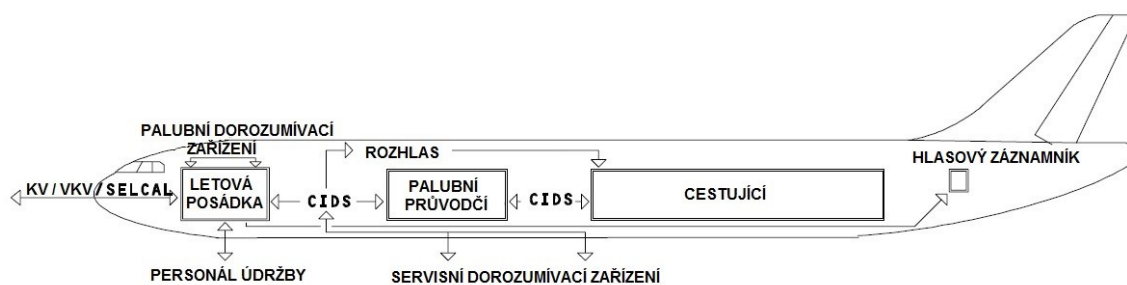 PALUBNÍ DOROZUMÍVACÍ
ZAŘÍZENÍ
ROZHLAS
HLASOVÝ ZÁZNAMNÍK
KV / VKV / SELCAL
LETOVÁ
POSÁDKA
CIDS
PALUBNÍ
PRŮVODČÍ
CIDS
CESTUJÍCÍ
PERSONÁL ÚDRŽBY
SERVISNÍ DOROZUMÍVACÍ ZAŘÍZENÍ